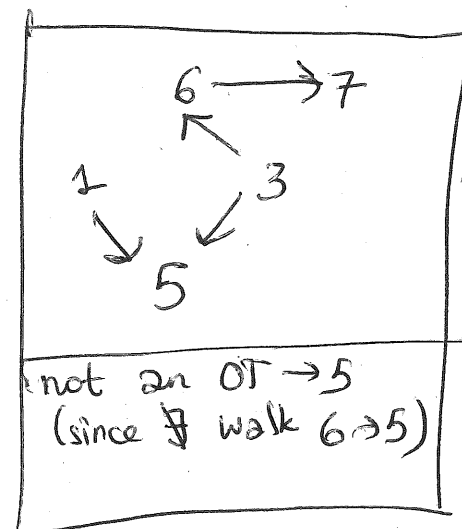 6 → 7
1 3
5
not an OT → 5
(since ∄ walk 6→5)